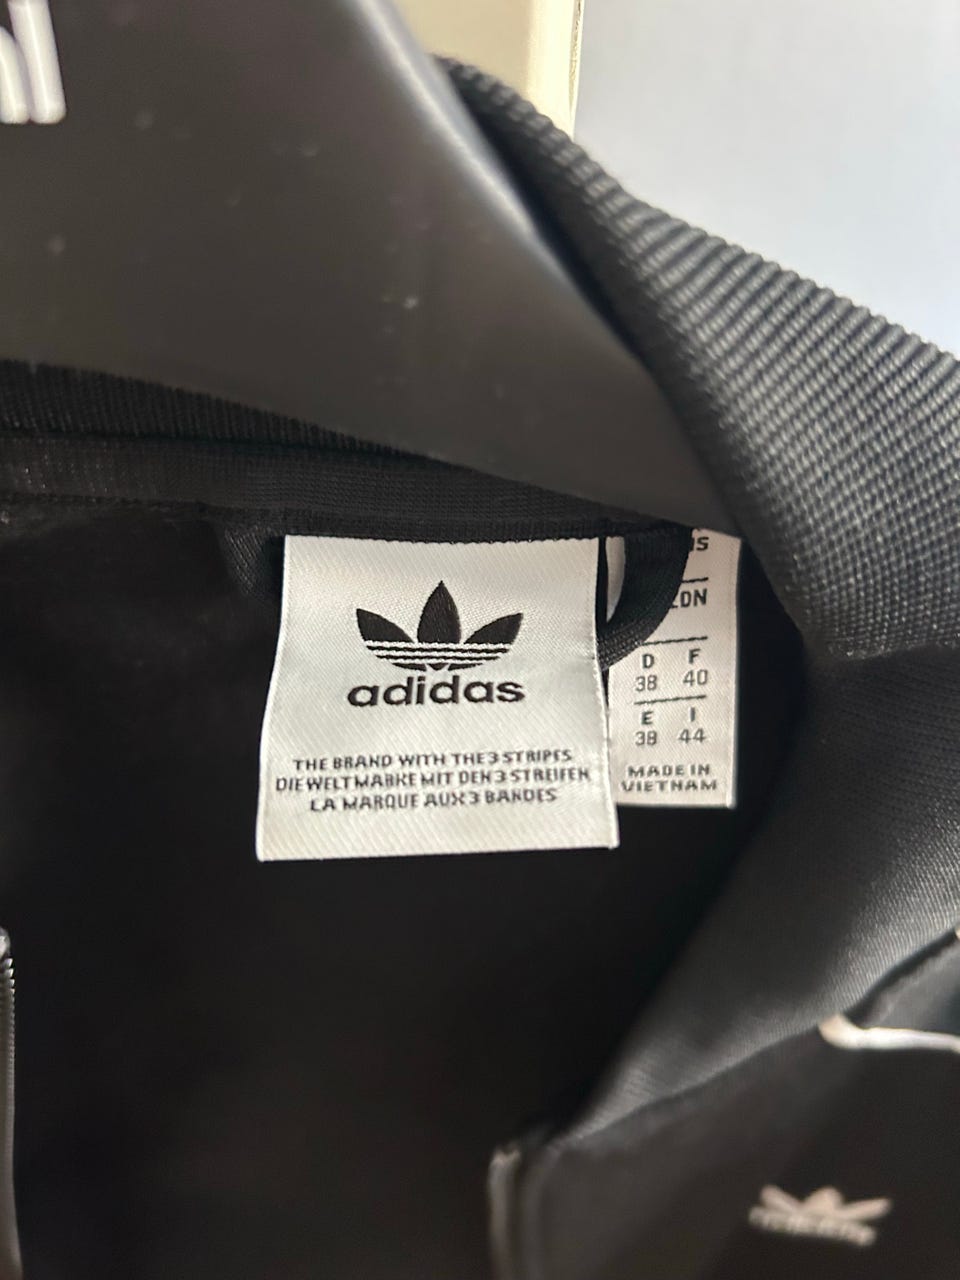 adidas
THE BRAND WITH THE 3 STRIPES
DIE WELTMARKE MIT DEN 3 STREIFEN
LA MARQUE AUX 3 BANDES
D F
38 40
E I
38 44
MADE IN
VIETNAM